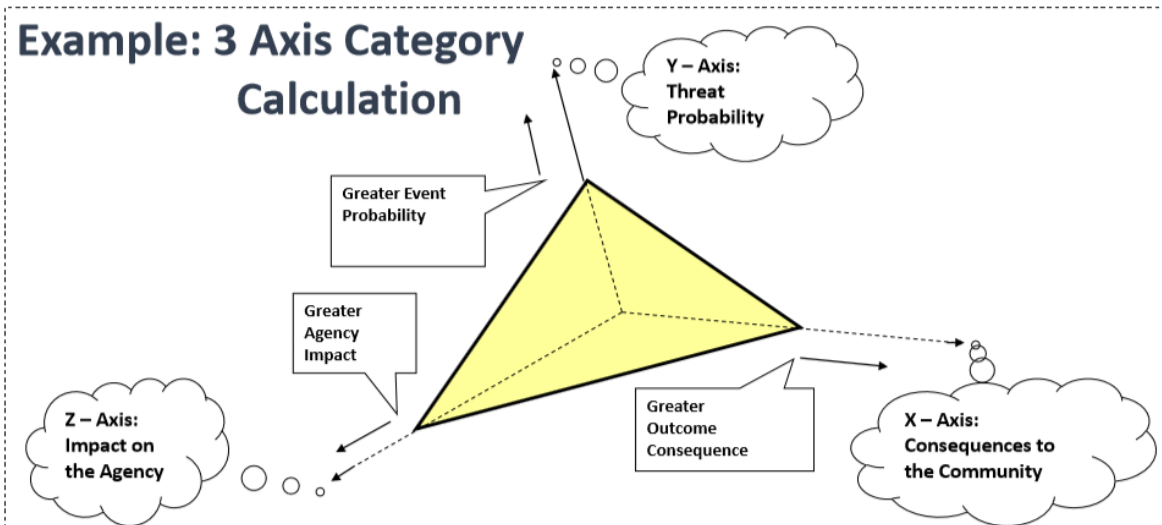 Example: 3 Axis Category
Calculation
Y – Axis:
Threat
Probability
Greater Event
Probability
Greater
Agency
Impact
Z – Axis:
Impact on
the Agency
Greater
Outcome
Consequence
X – Axis:
Consequences to
the Community